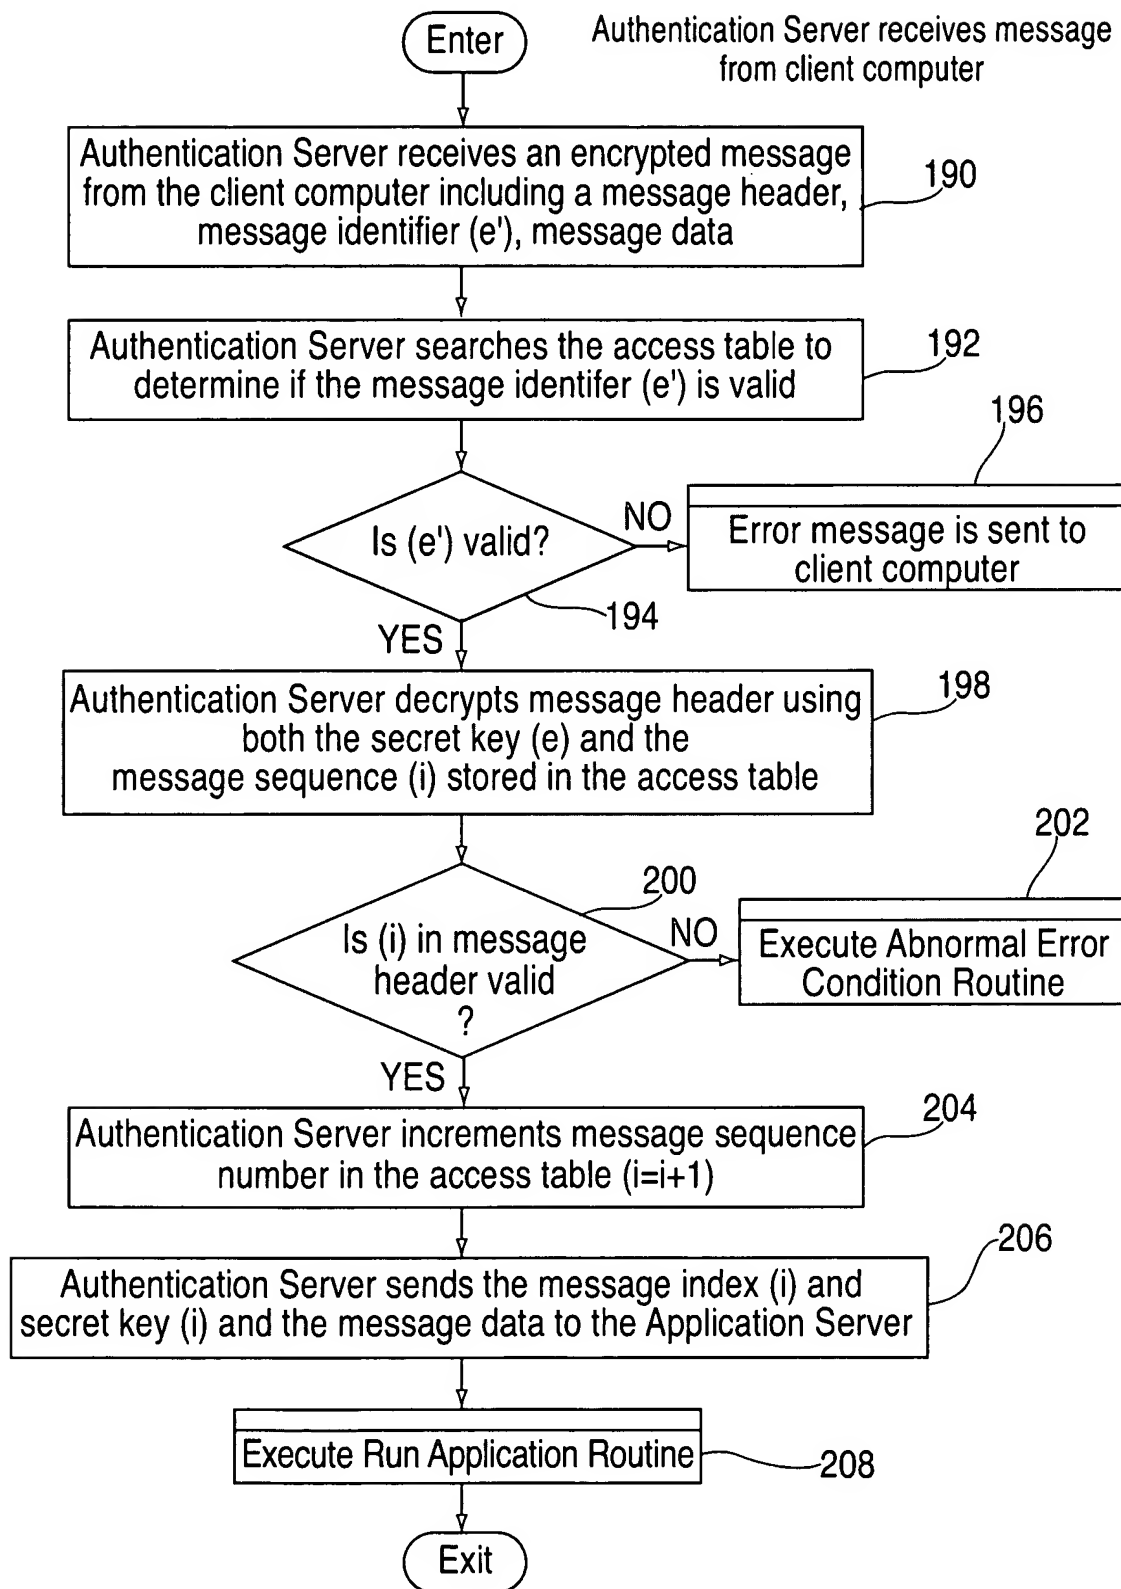 Enter
Authentication Server receives message
from client computer
Authentication Server receives an encrypted message
from the client computer including a message header,
message identifier (e'), message data
190
Authentication Server searches the access table to
determine if the message identifer (e') is valid
192
196
Is (e') valid?
NO
Error message is sent to
client computer
194
YES
Authentication Server decrypts message header using
both the secret key (e) and the
message sequence (i) stored in the access table
198
202
200
Is (i) in message
header valid
?
NO
Execute Abnormal Error
Condition Routine
YES
Authentication Server increments message sequence
number in the access table (i=i+1)
204
Authentication Server sends the message index (i) and
secret key (i) and the message data to the Application Server
206
Execute Run Application Routine
208
Exit